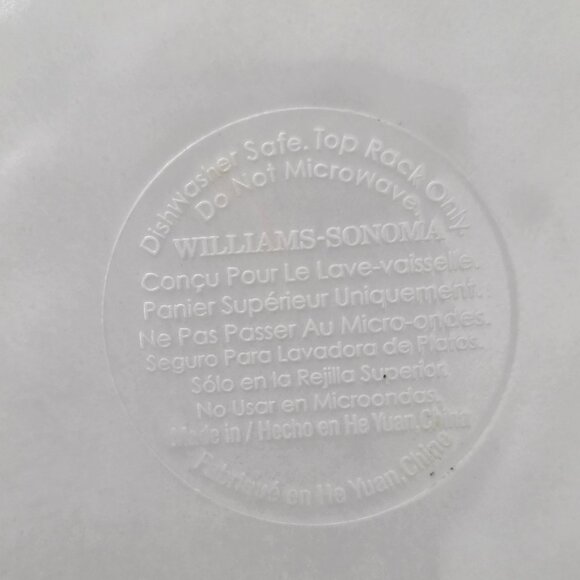 Dishwasher Safe. Top Rack Only.
Do Not Microwave.
WILLIAMS-SONOMA
Conçu Pour Le Lave-vaisselle.
Panier Supérieur Uniquement.
Ne Pas Passer Au Micro-ondes.
Seguro Para Lavadora de Platos.
Sólo en la Rejilla Superior.
No Usar en Microondas.
Made in / Hecho en He Yuan, China
Fabriqué en He Yuan, Chine